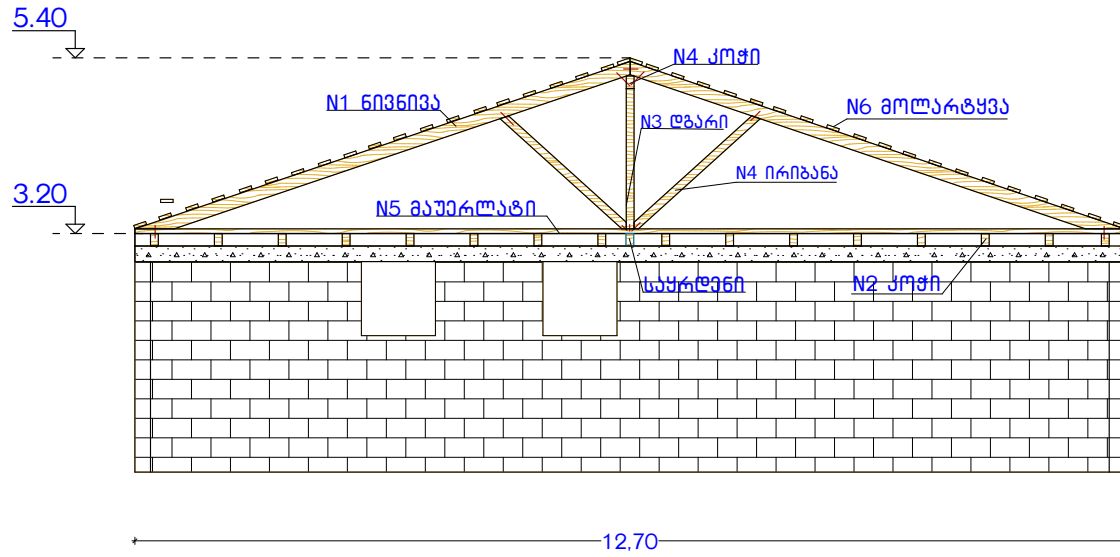 5.40
N4 კოჭი
N1 ნივნივა
N6 მოლარტყვა
N3 დგარი
N4 ირიბანა
3.20
N5 მაუერლატი
საყრდენი
N2 კოჭი
12,70